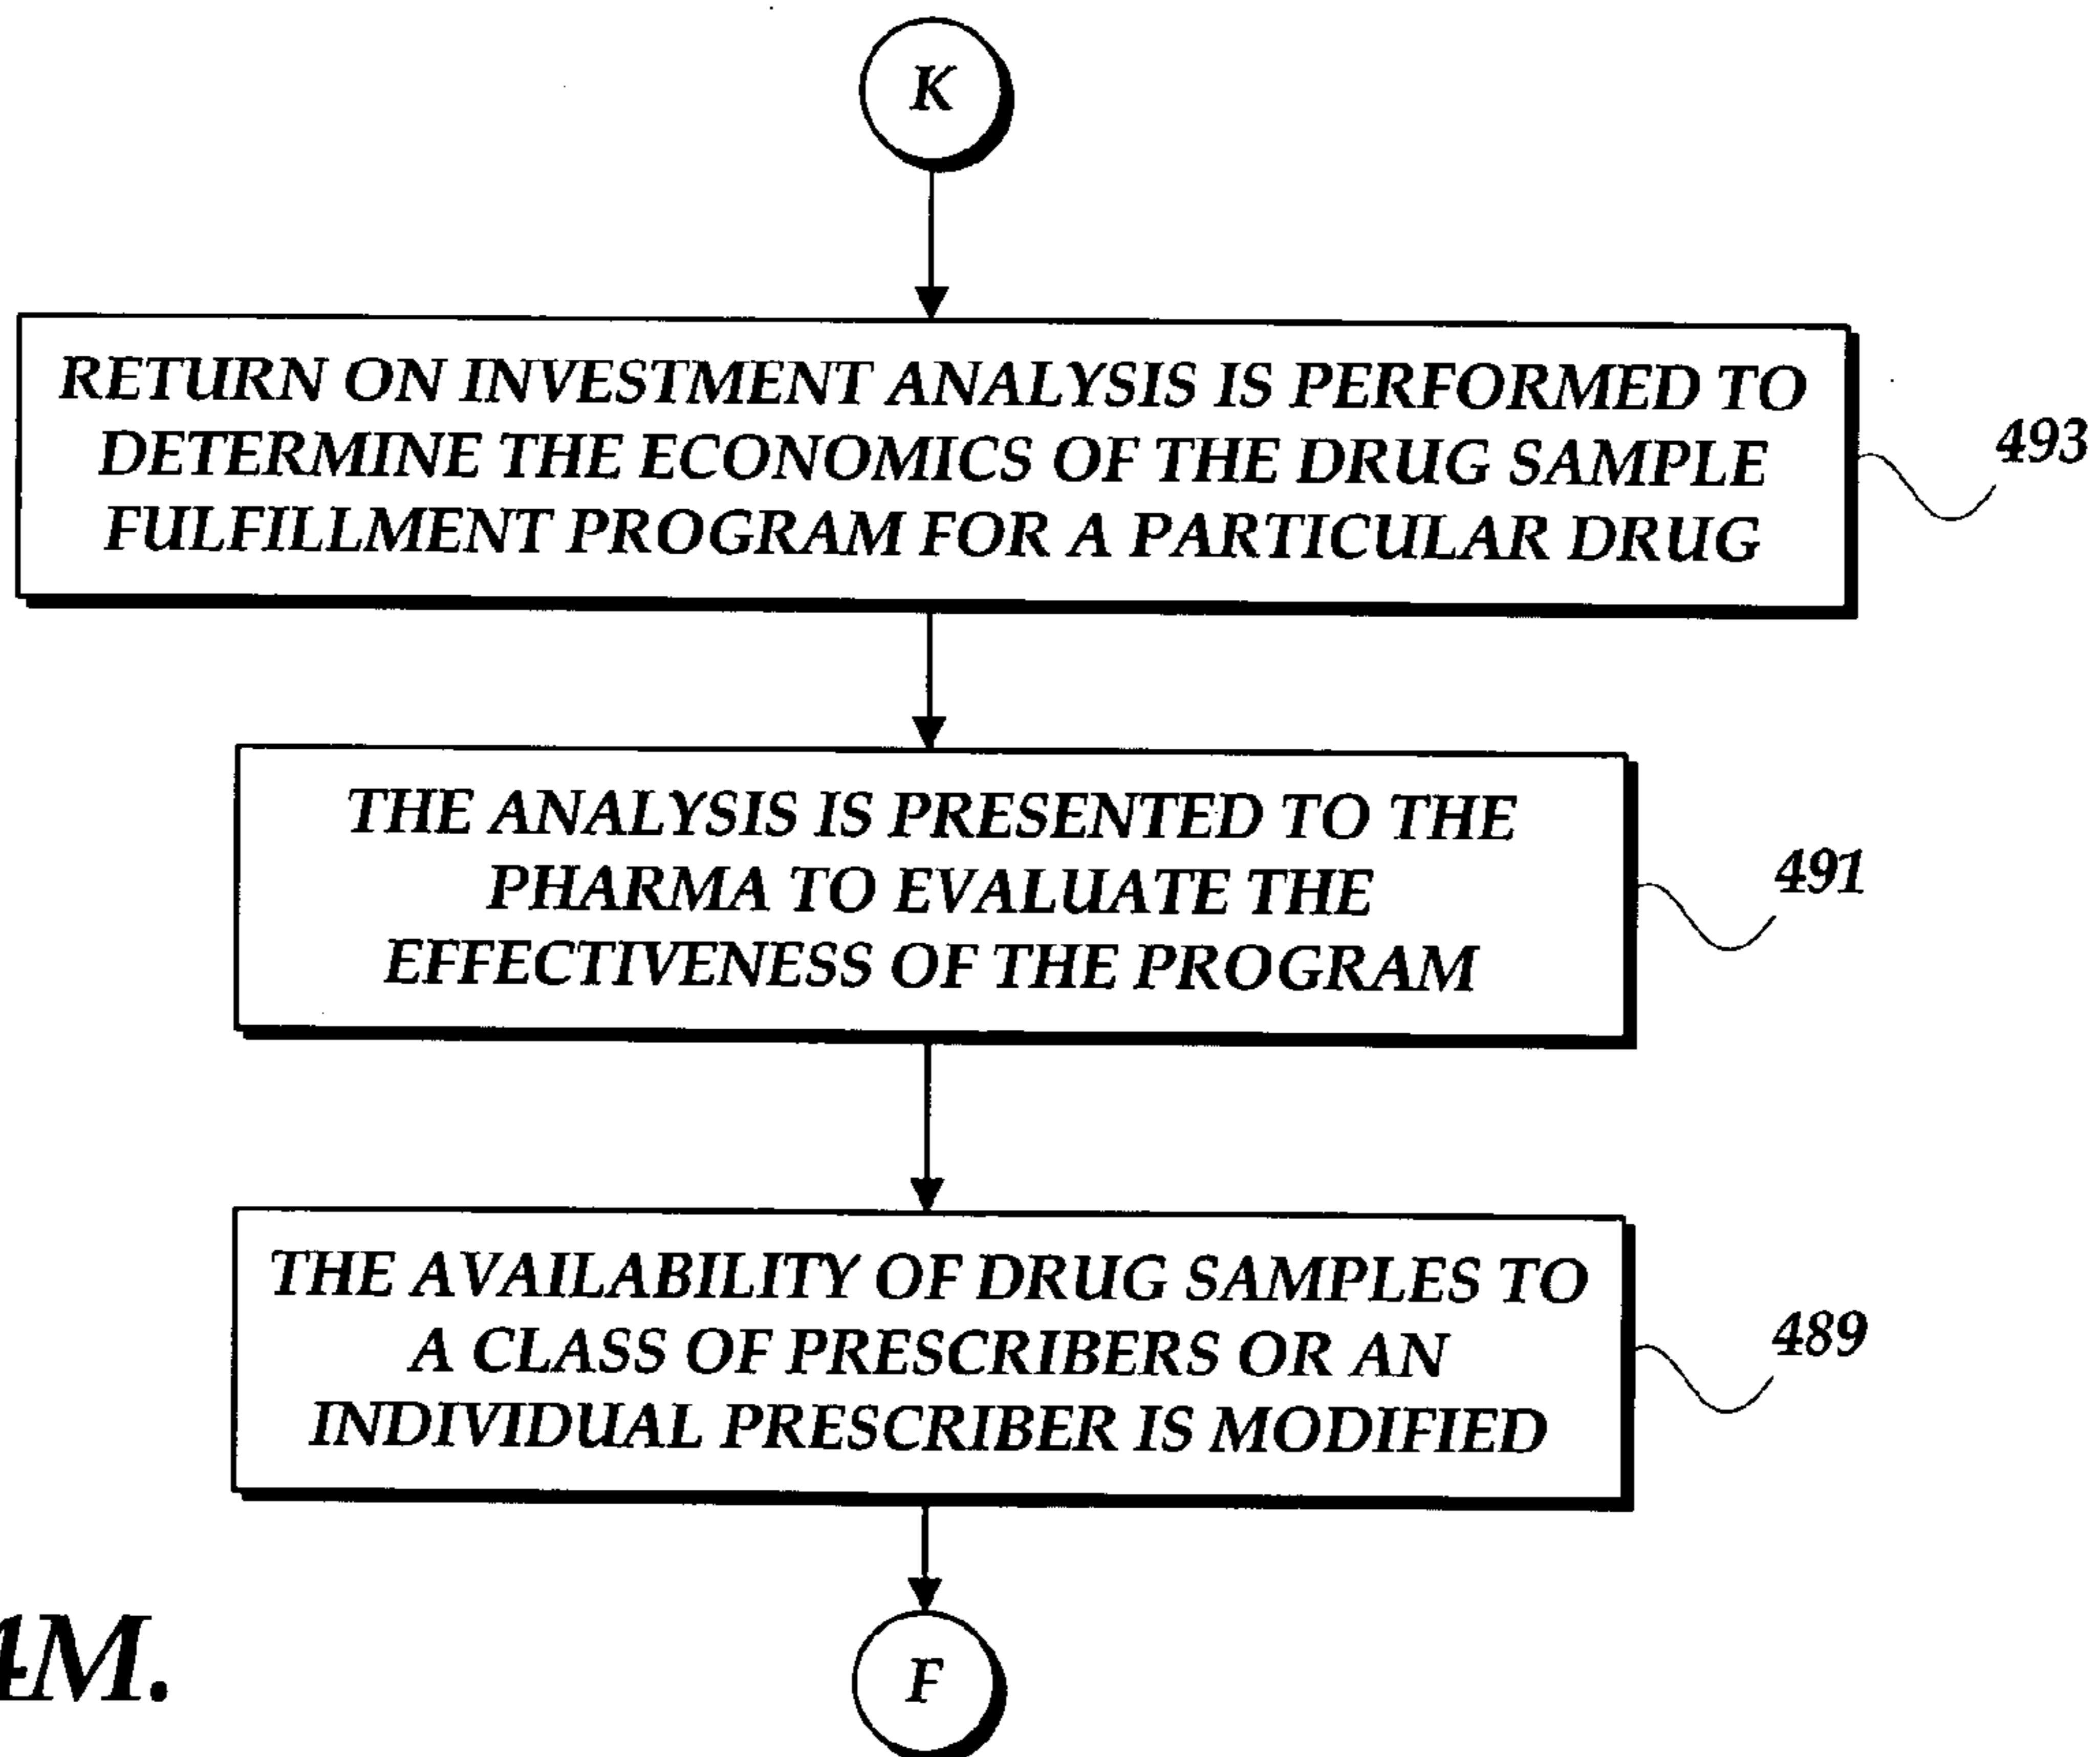 K
RETURN ON INVESTMENT ANALYSIS IS PERFORMED TO
DETERMINE THE ECONOMICS OF THE DRUG SAMPLE
FULFILLMENT PROGRAM FOR A PARTICULAR DRUG
493
THE ANALYSIS IS PRESENTED TO THE
PHARMA TO EVALUATE THE
EFFECTIVENESS OF THE PROGRAM
491
THE AVAILABILITY OF DRUG SAMPLES TO
A CLASS OF PRESCRIBERS OR AN
INDIVIDUAL PRESCRIBER IS MODIFIED
489
F
4M.